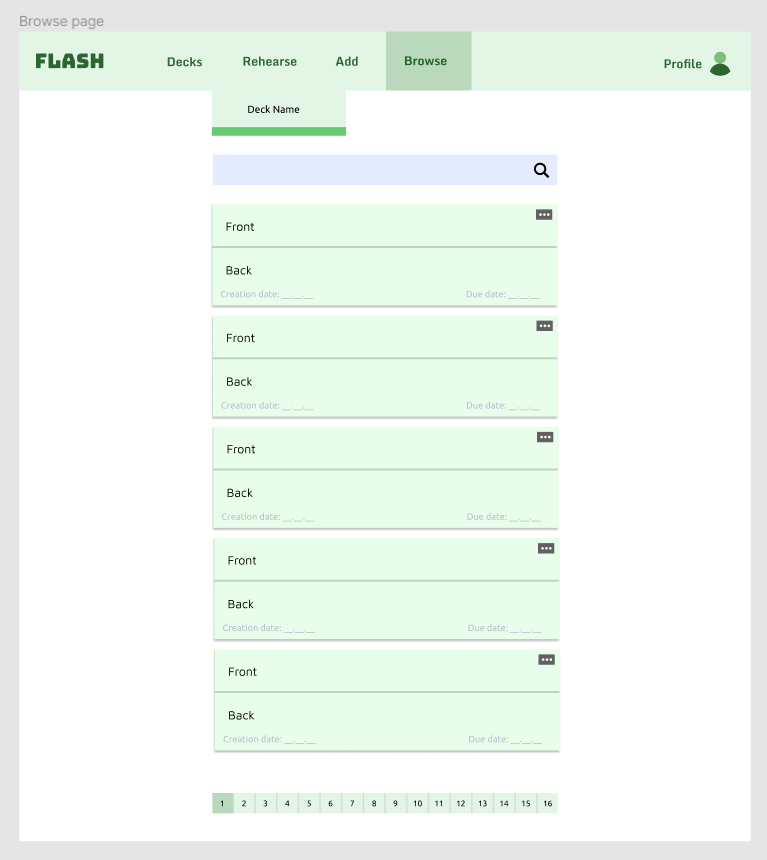 Browse page
FLASH Decks Rehearse Add Browse Profile
Deck Name
Front
Back
Creation date: __.__.__ Due date: __.__.__
Front
Back
Creation date: __.__.__ Due date: __.__.__
Front
Back
Creation date: __.__.__ Due date: __.__.__
Front
Back
Creation date: __.__.__ Due date: __.__.__
Front
Back
Creation date: __.__.__ Due date: __.__.__
1 2 3 4 5 6 7 8 9 10 11 12 13 14 15 16